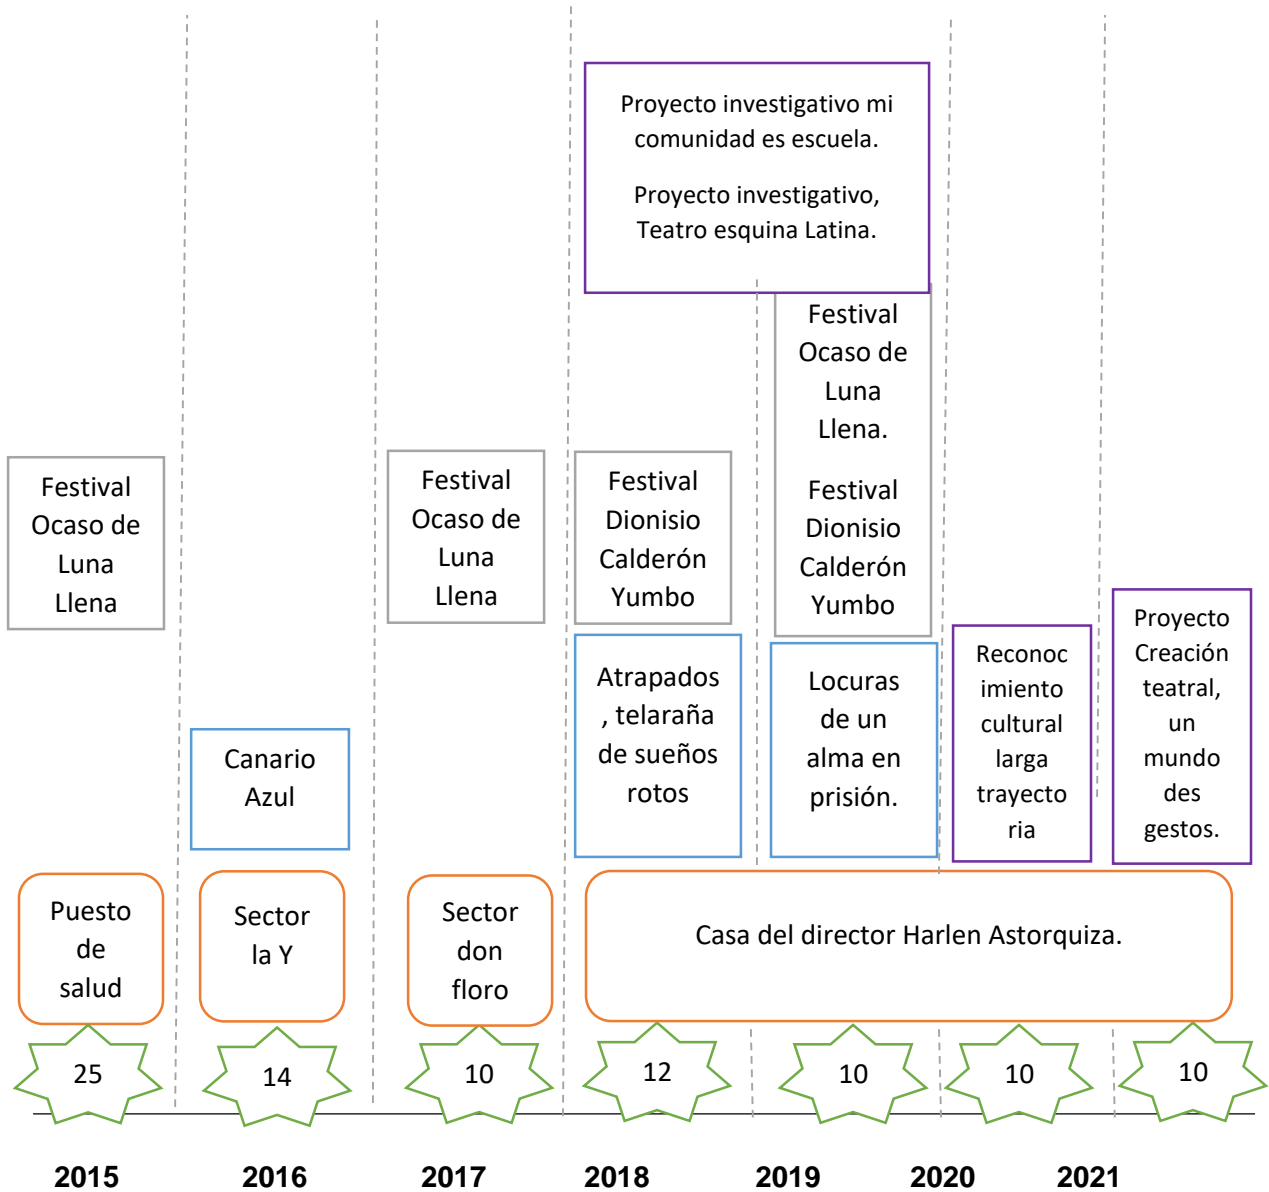 Proyecto investigativo mi
comunidad es escuela.
Proyecto investigativo,
Teatro esquina Latina.
Festival
Ocaso de
Luna
Llena
Festival
Ocaso de
Luna
Llena
Festival
Dionisio
Calderón
Yumbo
Festival
Ocaso de
Luna
Llena.
Festival
Dionisio
Calderón
Yumbo
Canario
Azul
Atrapados
, telaraña
de sueños
rotos
Locuras
de un
alma en
prisión.
Reconoc
imiento
cultural
larga
trayecto
ria
Proyecto
Creación
teatral,
un
mundo
des
gestos.
Puesto
de
salud
Sector
la Y
Sector
don
floro
Casa del director Harlen Astorquiza.
25
14
10
12
10
10
10
2015
2016
2017
2018
2019
2020
2021